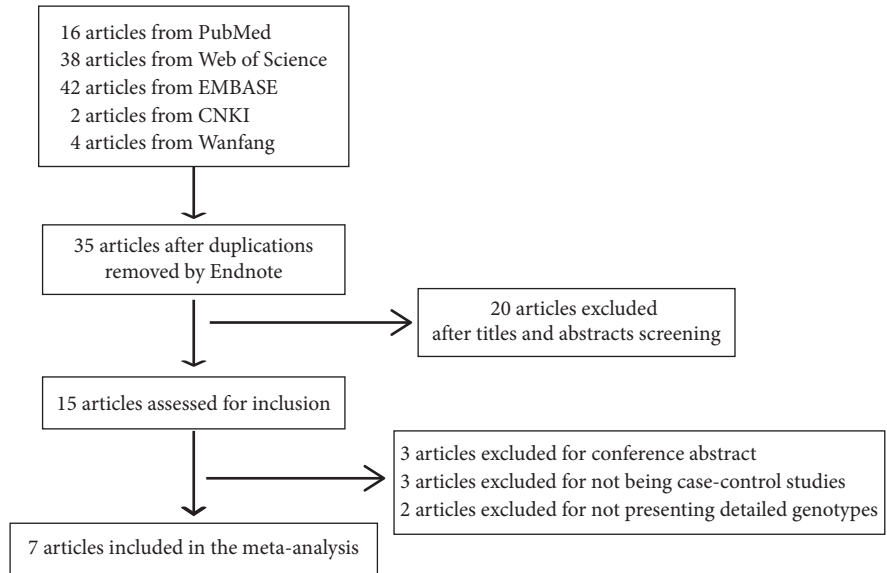 16 articles from PubMed
38 articles from Web of Science
42 articles from EMBASE
2 articles from CNKI
4 articles from Wanfang
35 articles after duplications
removed by Endnote
20 articles excluded
after titles and abstracts screening
15 articles assessed for inclusion
3 articles excluded for conference abstract
3 articles excluded for not being case-control studies
2 articles excluded for not presenting detailed genotypes
7 articles included in the meta-analysis